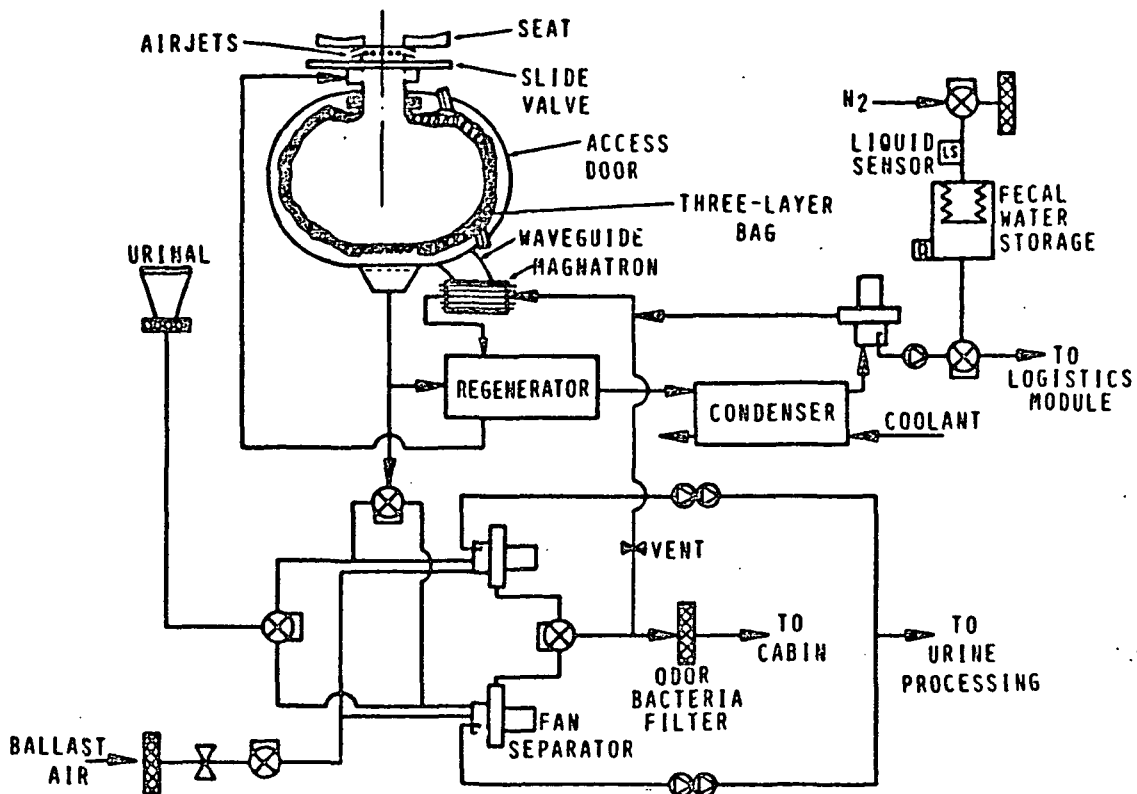 SEAT
AIRJETS
SLIDE
VALVE
N2
LIQUID
SENSOR
LS
ACCESS
DOOR
FECAL
WATER
STORAGE
THREE-LAYER
BAG
URINAL
WAVEGUIDE
MAGNATRON
REGENERATOR
CONDENSER
TO
LOGISTICS
MODULE
COOLANT
VENT
TO
CABIN
TO
URINE
PROCESSING
ODOR
BACTERIA
FILTER
FAN
SEPARATOR
BALLAST
AIR